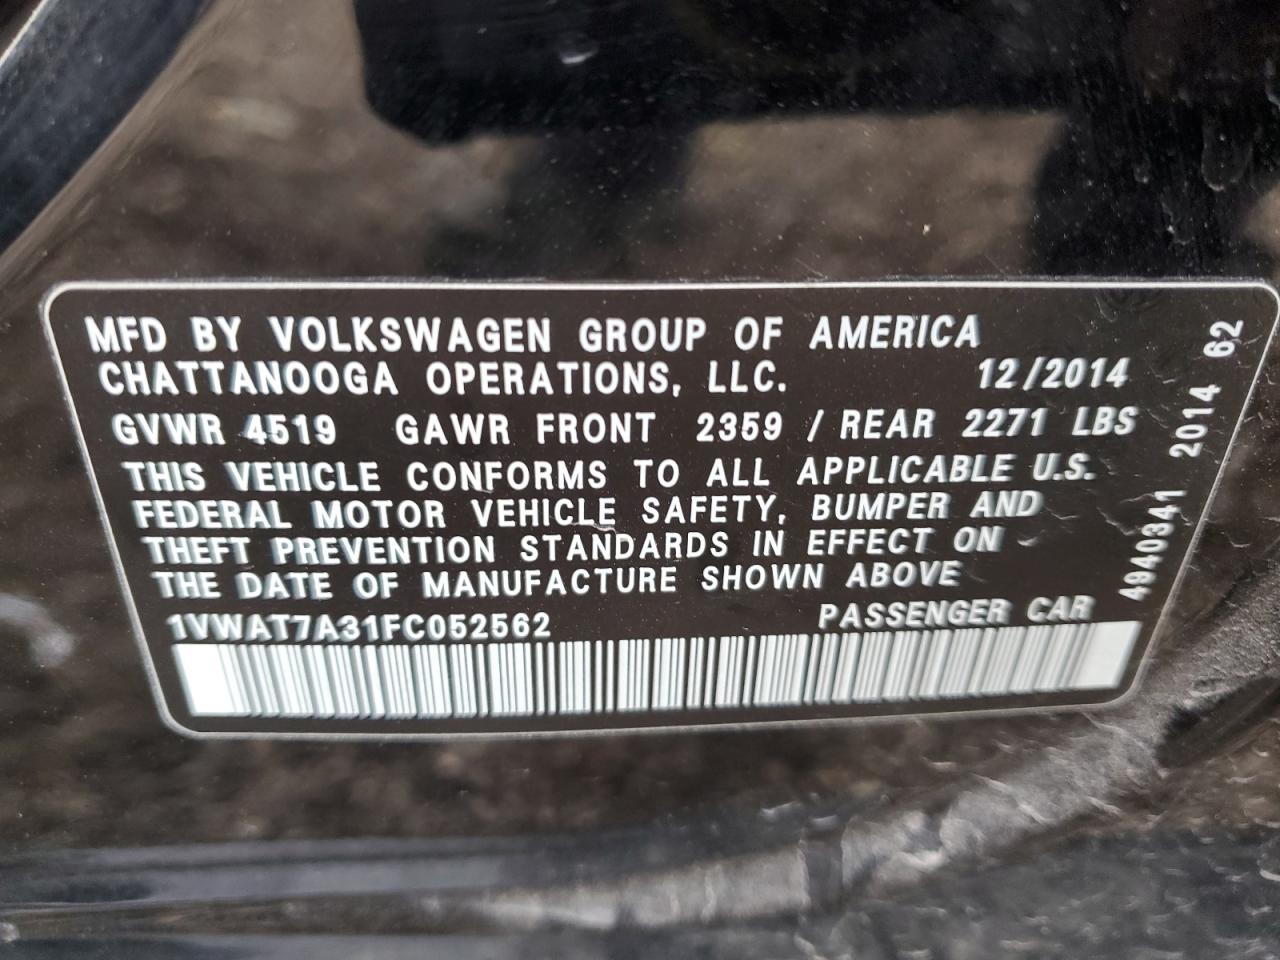 MFD BY VOLKSWAGEN GROUP OF AMERICA
CHATTANOOGA OPERATIONS, LLC. 12/2014
GVWR 4519 GAWR FRONT 2359 / REAR 2271 LBS
THIS VEHICLE CONFORMS TO ALL APPLICABLE U.S.
FEDERAL MOTOR VEHICLE SAFETY, BUMPER AND
THEFT PREVENTION STANDARDS IN EFFECT ON
THE DATE OF MANUFACTURE SHOWN ABOVE
1VWAT7A31FC052562 PASSENGER CAR
4940341 2014 62